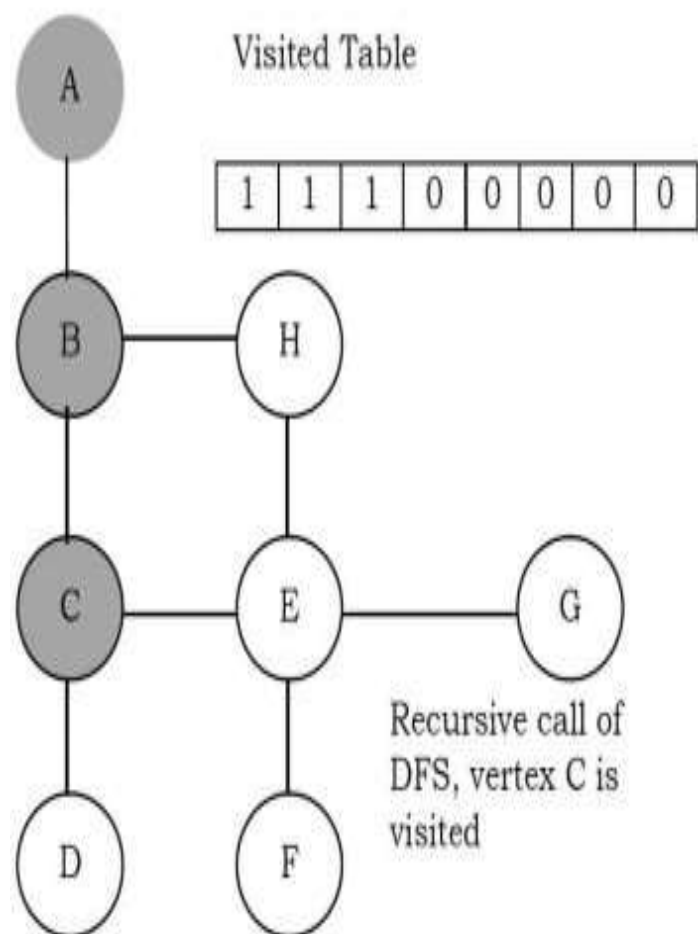 A
Visited Table
1 1 1 0 0 0 0 0
B H
C E G
Recursive call of
DFS, vertex C is
visited
D F